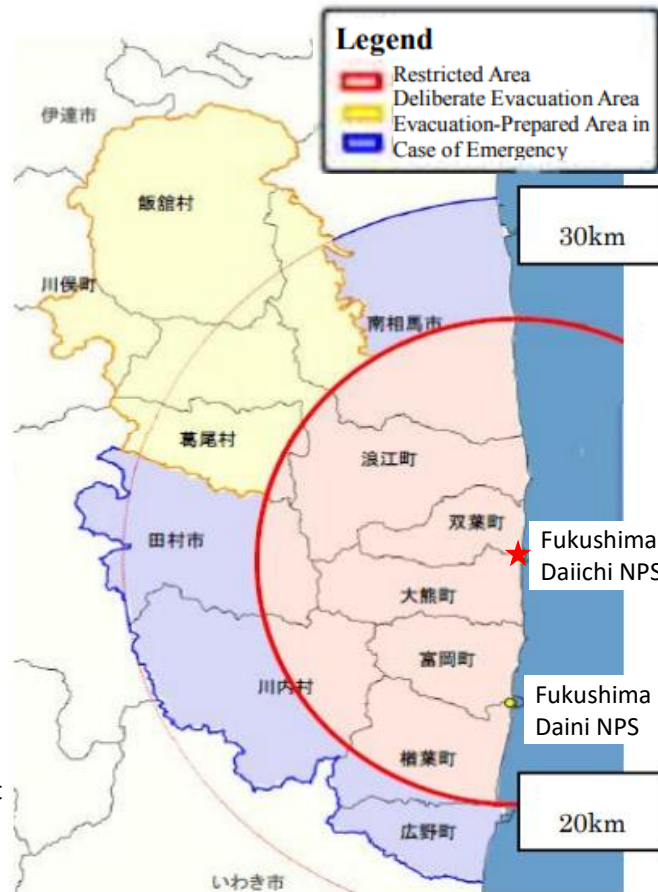 Legend
Restricted Area
Deliberate Evacuation Area
Evacuation-Prepared Area in
Case of Emergency
伊達市
飯舘村
30km
川俣町
南相馬市
葛尾村
浪江町
双葉町
田村市
Fukushima
Daiichi NPS
大熊町
富岡町
川内村
Fukushima
Daini NPS
楢葉町
広野町
20km
いわき市